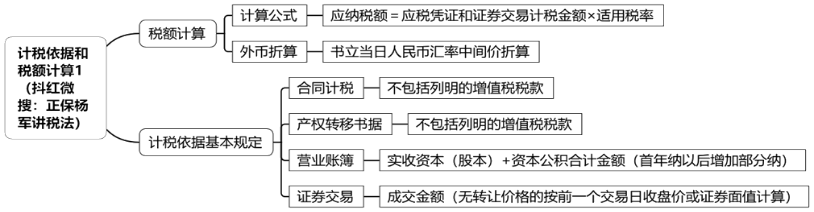 计税依据和
税额计算1
（抖红微
搜：正保杨
军讲税法）
税额计算
计算公式
应纳税额＝应税凭证和证券交易计税金额×适用税率
外币折算
书立当日人民币汇率中间价折算
计税依据基本规定
合同计税
不包括列明的增值税税款
产权转移书据
不包括列明的增值税税款
营业账簿
实收资本（股本）+资本公积合计金额（首年纳以后增加部分纳）
证券交易
成交金额（无转让价格的按前一个交易日收盘价或证券面值计算）